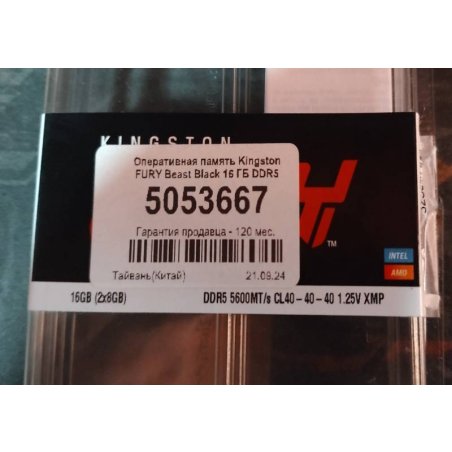 KINGSTON
Оперативная память Kingston
FURY Beast Black 16 ГБ DDR5
5053667
Гарантия продавца - 120 мес.
TM
INTEL
AMD
Тайвань(Китай) 21.09.24
16GB (2x8GB) DDR5 5600MT/s CL40-40-40 1.25V XMP